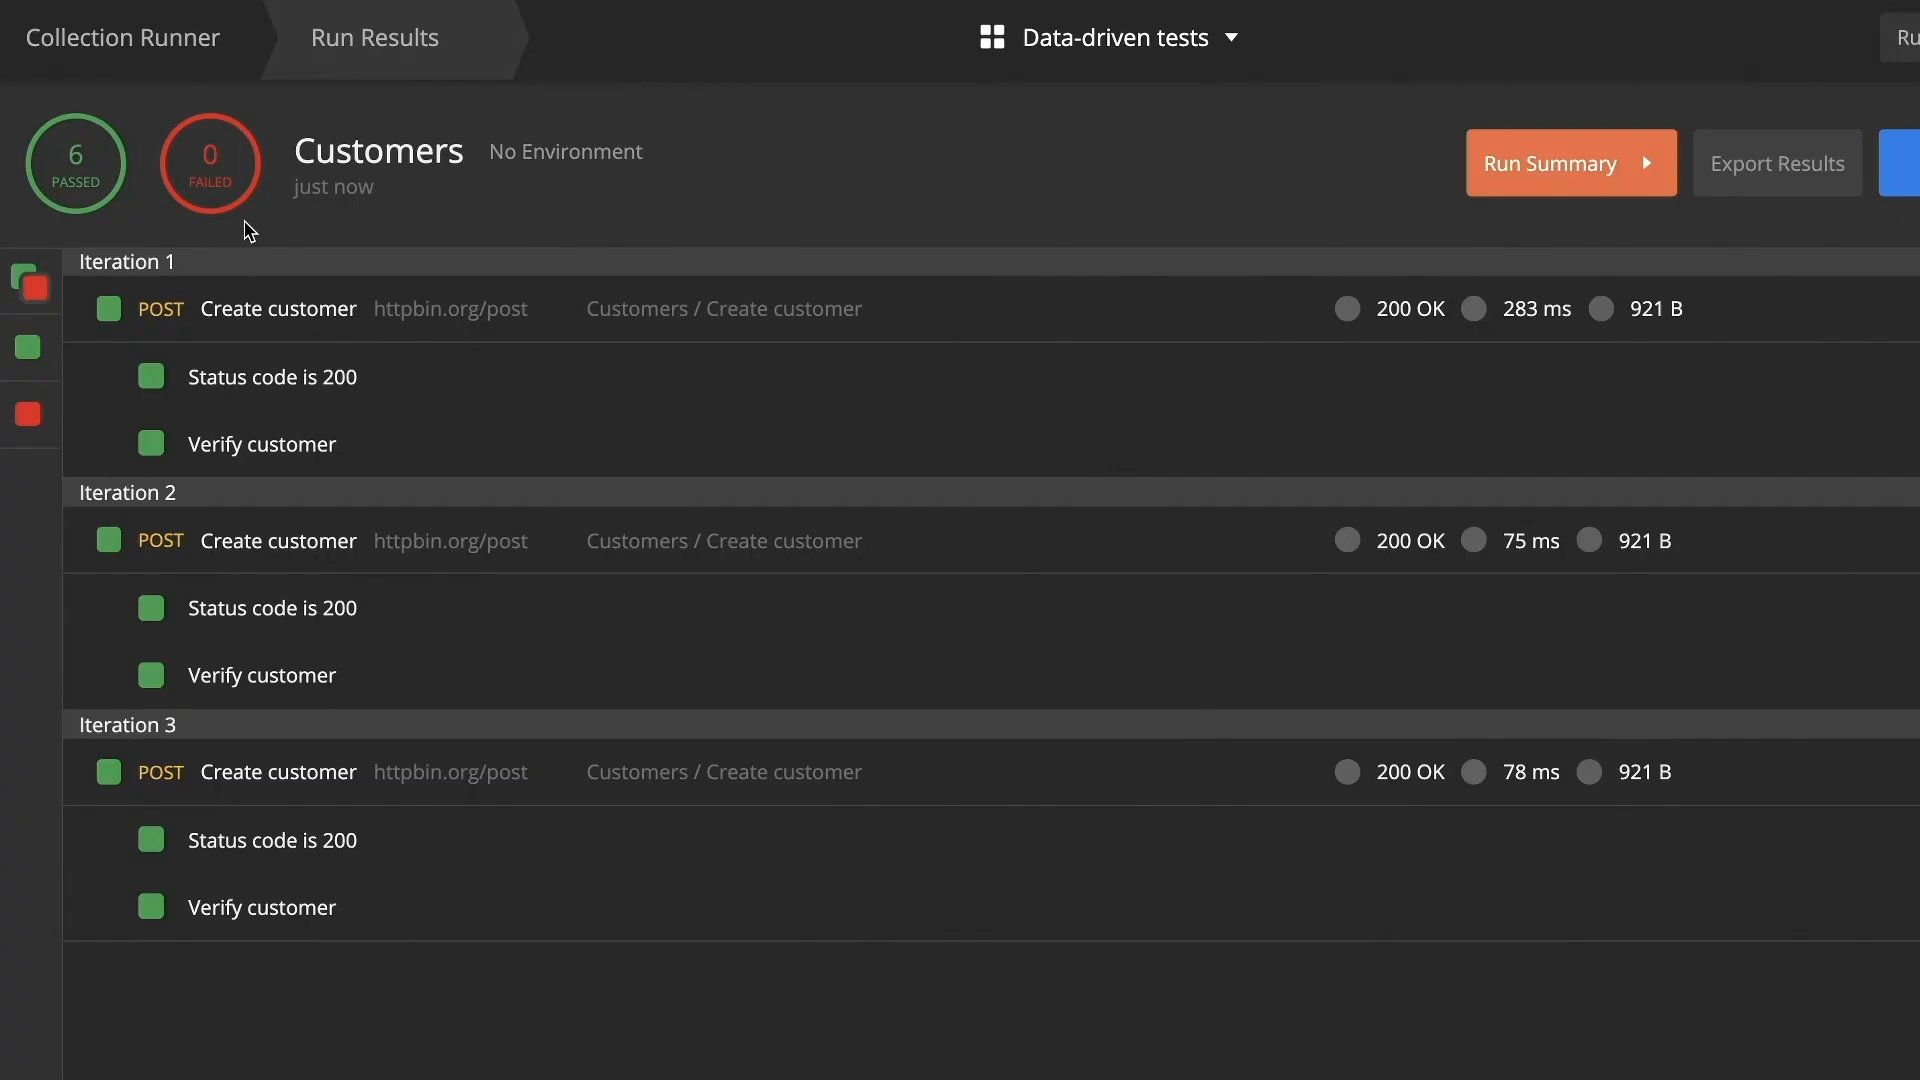 Collection Runner
Run Results
Data-driven tests
Ru
6
PASSED
0
FAILED
Customers No Environment
just now
Run Summary
Export Results
Iteration 1
POST Create customer httpbin.org/post Customers / Create customer 200 OK 283 ms 921 B
Status code is 200
Verify customer
Iteration 2
POST Create customer httpbin.org/post Customers / Create customer 200 OK 75 ms 921 B
Status code is 200
Verify customer
Iteration 3
POST Create customer httpbin.org/post Customers / Create customer 200 OK 78 ms 921 B
Status code is 200
Verify customer